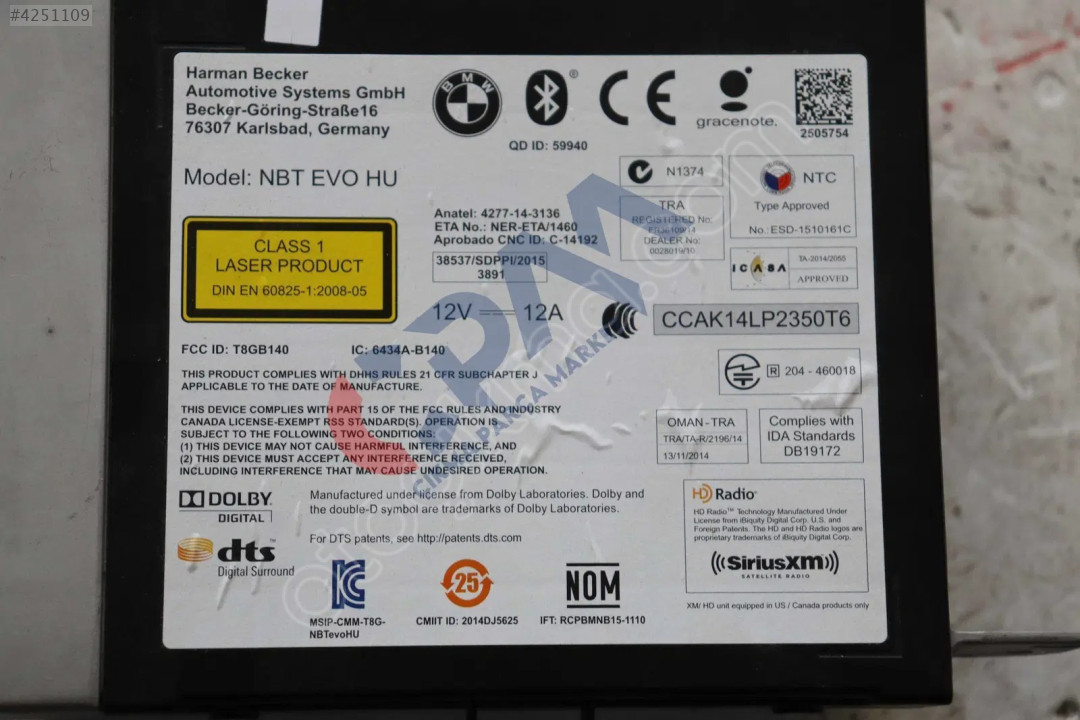 #4251109
Harman Becker
Automotive Systems GmbH
Becker-Göring-Straße16
76307 Karlsbad, Germany
BMW
®
QD ID: 59940
gracenote.
2505754
Model: NBT EVO HU
N1374
NTC
Type Approved
No.: ESD-1510161C
TRA
REGISTERED No:
DEALER No:
0028019/10
CLASS 1
LASER PRODUCT
DIN EN 60825-1:2008-05
Anatel: 4277-14-3136
ETA No.: NER-ETA/1460
Aprobado CNC ID: C-14192
38537/SDPPI/2015
3891
ICASA
TA-2014/2055
APPROVED
12V 12A
CCAK14LP2350T6
FCC ID: T8GB140 IC: 6434A-B140
R 204 - 460018
THIS PRODUCT COMPLIES WITH DHHS RULES 21 CFR SUBCHAPTER J
APPLICABLE TO THE DATE OF MANUFACTURE.
THIS DEVICE COMPLIES WITH PART 15 OF THE FCC RULES AND INDUSTRY
CANADA LICENSE-EXEMPT RSS STANDARD(S). OPERATION IS
SUBJECT TO THE FOLLOWING TWO CONDITIONS:
(1) THIS DEVICE MAY NOT CAUSE HARMFUL INTERFERENCE, AND
(2) THIS DEVICE MUST ACCEPT ANY INTERFERENCE RECEIVED,
INCLUDING INTERFERENCE THAT MAY CAUSE UNDESIRED OPERATION.
OMAN - TRA
TRA/TA-R/2196/14
13/11/2014
Complies with
IDA Standards
DB19172
DOLBY
DIGITAL
Manufactured under license from Dolby Laboratories. Dolby and
the double-D symbol are trademarks of Dolby Laboratories.
For DTS patents, see http://patents.dts.com
dts
Digital Surround
HD Radio
HD Radio™ Technology Manufactured Under
License from iBiquity Digital Corp. U.S. and
Foreign Patents. The HD and HD Radio logos are
proprietary trademarks of iBiquity Digital Corp.
SiriusXM
SATELLITE RADIO
25
NOM
MSIP-CMM-T8G-
NBTevoHU
CMIIT ID: 2014DJ5625
IFT: RCPBMNB15-1110
XM/ HD unit equipped in US / Canada products only
ÇIKMA PARÇA MARKET